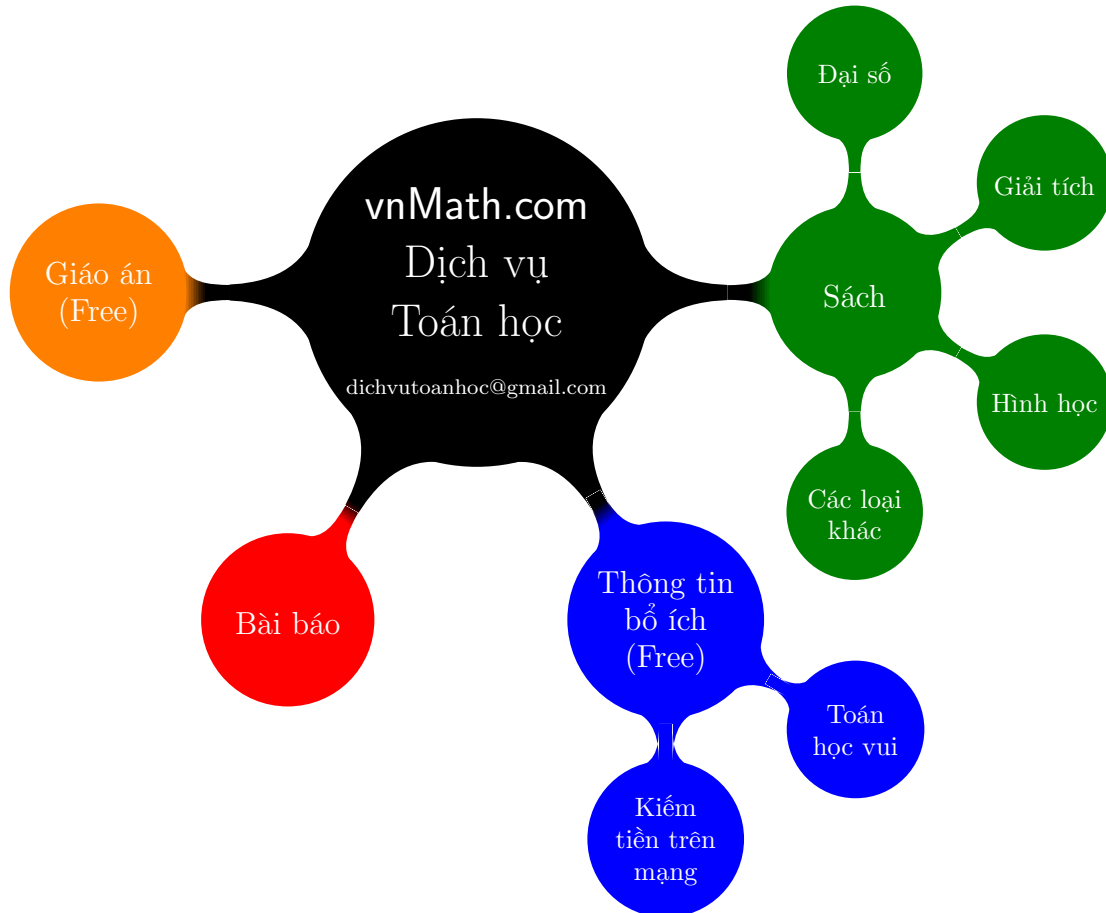 vnMath.com
Dịch vụ
Toán học
dichvutoanhoc@gmail.com
Giáo án
(Free)
Bài báo
Thông tin
bổ ích
(Free)
Kiếm
tiền trên
mạng
Toán
học vui
Sách
Đại số
Giải tích
Hình học
Các loại
khác